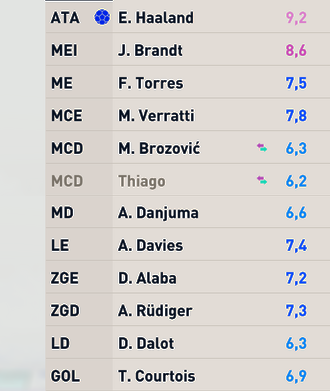 ATA E. Haaland 9,2
MEI J. Brandt 8,6
ME F. Torres 7,5
MCE M. Verratti 7,8
MCD M. Brozović 6,3
MCD Thiago 6,2
MD A. Danjuma 6,6
LE A. Davies 7,4
ZGE D. Alaba 7,2
ZGD A. Rüdiger 7,3
LD D. Dalot 6,3
GOL T. Courtois 6,9